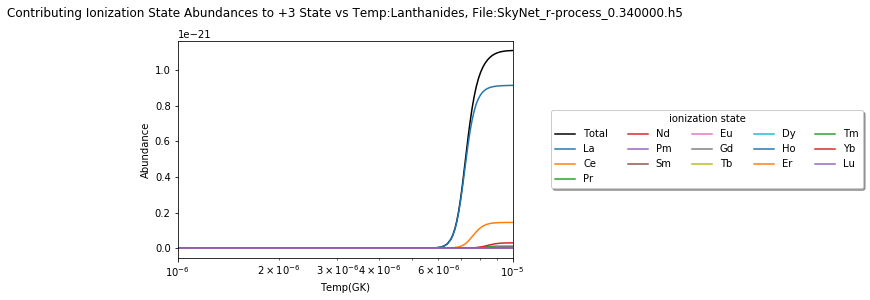 Contributing Ionization State Abundances to +3 State vs Temp:Lanthanides, File:SkyNet_r-process_0.340000.h5
1e−21
1.0
0.8
0.6
0.4
0.2
0.0
Abundance
10⁻⁶ 2 × 10⁻⁶ 3 × 10⁻⁶ 4 × 10⁻⁶ 6 × 10⁻⁶ 10⁻⁵
Temp(GK)
ionization state
Total Nd Eu Dy Tm
La Pm Gd Ho Yb
Ce Sm Tb Er Lu
Pr